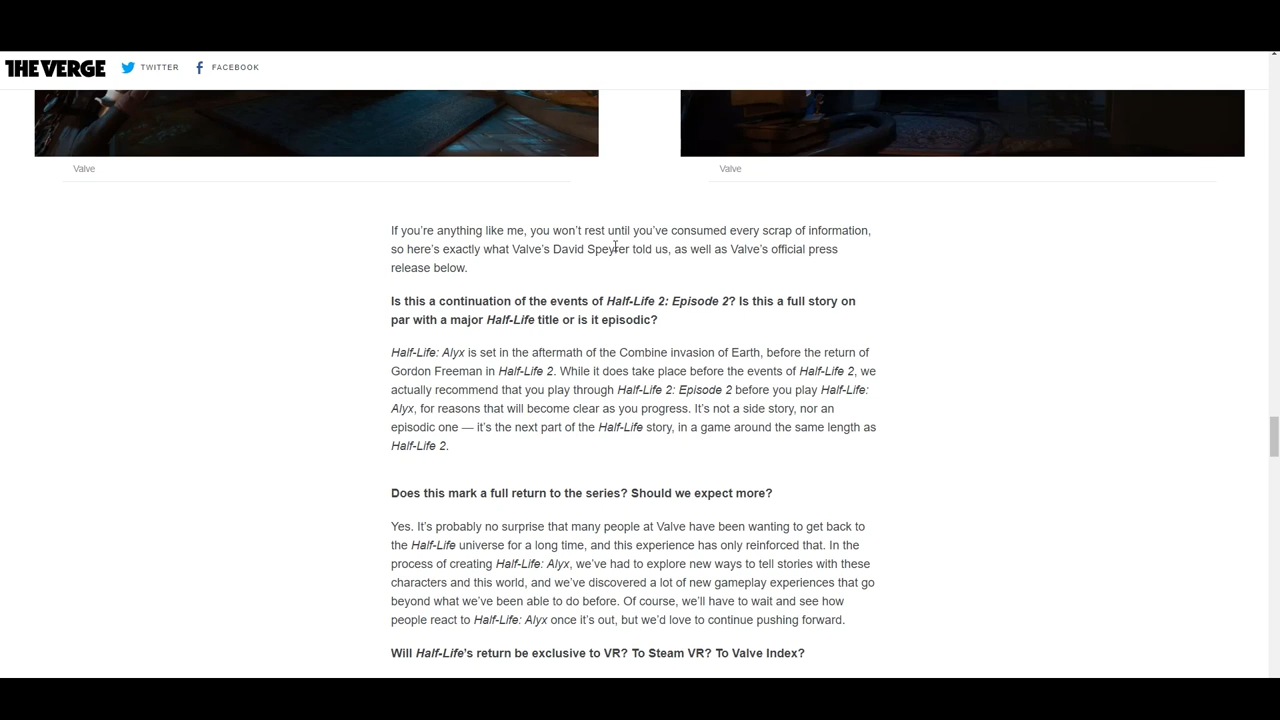 THE VERGE TWITTER FACEBOOK
Valve Valve
If you’re anything like me, you won’t rest until you’ve consumed every scrap of information,
so here’s exactly what Valve’s David Speyrer told us, as well as Valve’s official press
release below.
Is this a continuation of the events of Half-Life 2: Episode 2? Is this a full story on
par with a major Half-Life title or is it episodic?
Half-Life: Alyx is set in the aftermath of the Combine invasion of Earth, before the return of
Gordon Freeman in Half-Life 2. While it does take place before the events of Half-Life 2, we
actually recommend that you play through Half-Life 2: Episode 2 before you play Half-Life:
Alyx, for reasons that will become clear as you progress. It’s not a side story, nor an
episodic one — it’s the next part of the Half-Life story, in a game around the same length as
Half-Life 2.
Does this mark a full return to the series? Should we expect more?
Yes. It’s probably no surprise that many people at Valve have been wanting to get back to
the Half-Life universe for a long time, and this experience has only reinforced that. In the
process of creating Half-Life: Alyx, we’ve had to explore new ways to tell stories with these
characters and this world, and we’ve discovered a lot of new gameplay experiences that go
beyond what we’ve been able to do before. Of course, we’ll have to wait and see how
people react to Half-Life: Alyx once it’s out, but we’d love to continue pushing forward.
Will Half-Life’s return be exclusive to VR? To Steam VR? To Valve Index?